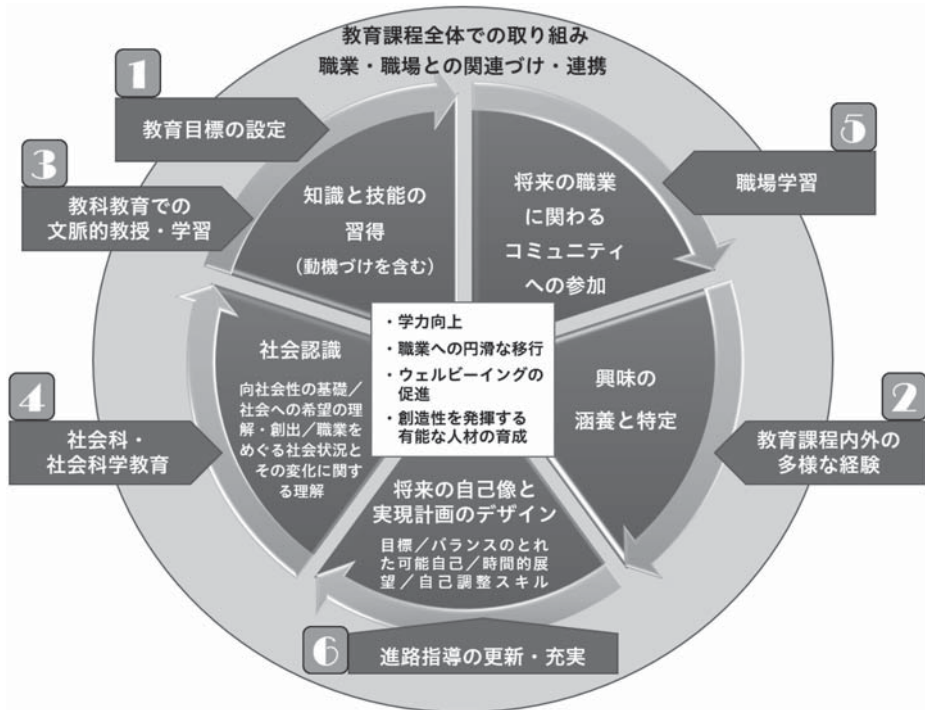 教育課程全体での取り組み
職業・職場との関連づけ・連携
1
教育目標の設定
3
教科教育での
文脈的教授・学習
知識と技能の
習得
（動機づけを含む）
将来の職業
に関わる
コミュニティ
への参加
5
職場学習
・学力向上
・職業への円滑な移行
・ウェルビーイングの
促進
・創造性を発揮する
有能な人材の育成
社会認識
向社会性の基礎／
社会への希望の理
解・創出／職業を
めぐる社会状況と
その変化に関す
る理解
4
社会科・
社会科学教育
興味の
涵養と特定
2
教育課程内外の
多様な経験
将来の自己像と
実現計画のデザイン
目標／バランスのとれ
た可能自己／時間的展
望／自己調整スキル
6
進路指導の更新・充実